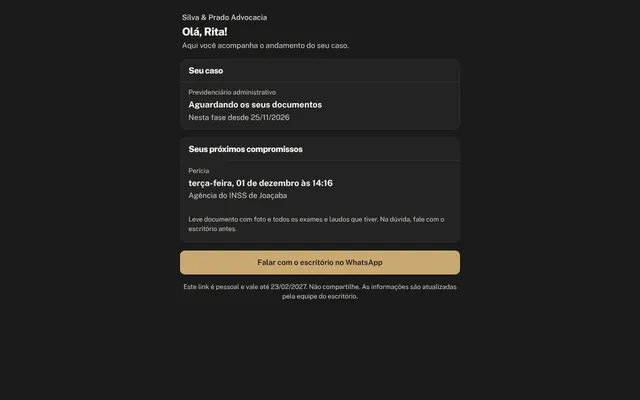 Silva & Prado Advocacia
Olá, Rita!
Aqui você acompanha o andamento do seu caso.
Seu caso
Previdenciário administrativo
Aguardando os seus documentos
Nesta fase desde 25/11/2026
Seus próximos compromissos
Perícia
terça-feira, 01 de dezembro às 14:16
Agência do INSS de Joaçaba
Leve documento com foto e todos os exames e laudos que tiver. Na dúvida, fale com o
escritório antes.
Falar com o escritório no WhatsApp
Este link é pessoal e vale até 23/02/2027. Não compartilhe. As informações são atualizadas
pela equipe do escritório.